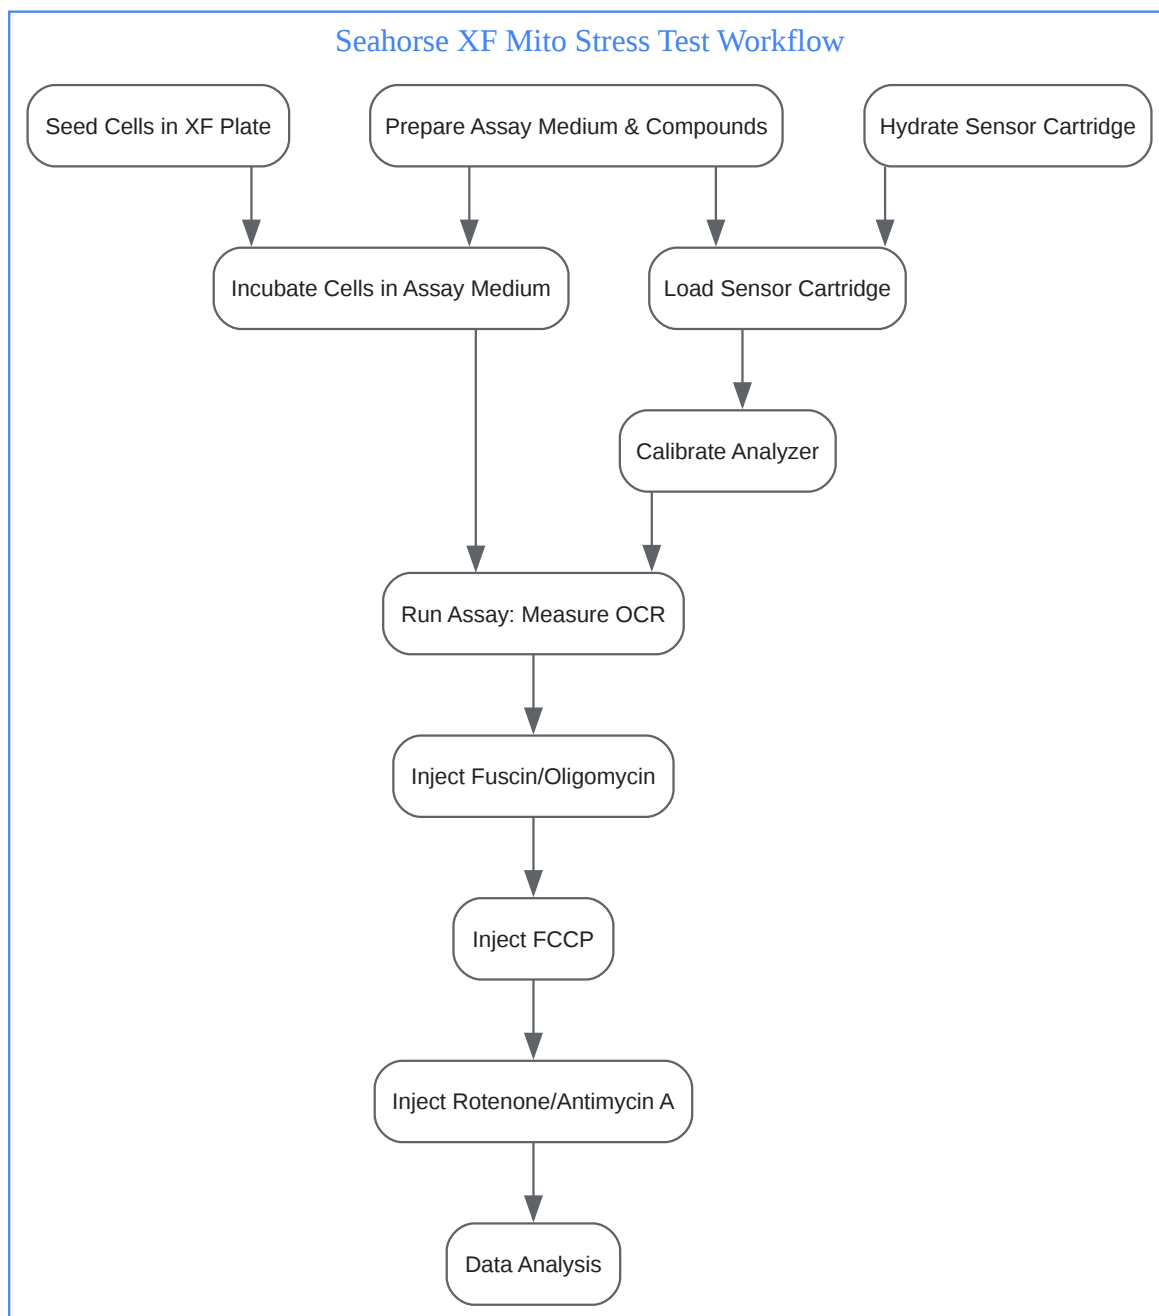 Seahorse XF Mito Stress Test Workflow
Seed Cells in XF Plate
Prepare Assay Medium & Compounds
Hydrate Sensor Cartridge
Incubate Cells in Assay Medium
Load Sensor Cartridge
Calibrate Analyzer
Run Assay: Measure OCR
Inject Fuscin/Oligomycin
Inject FCCP
Inject Rotenone/Antimycin A
Data Analysis